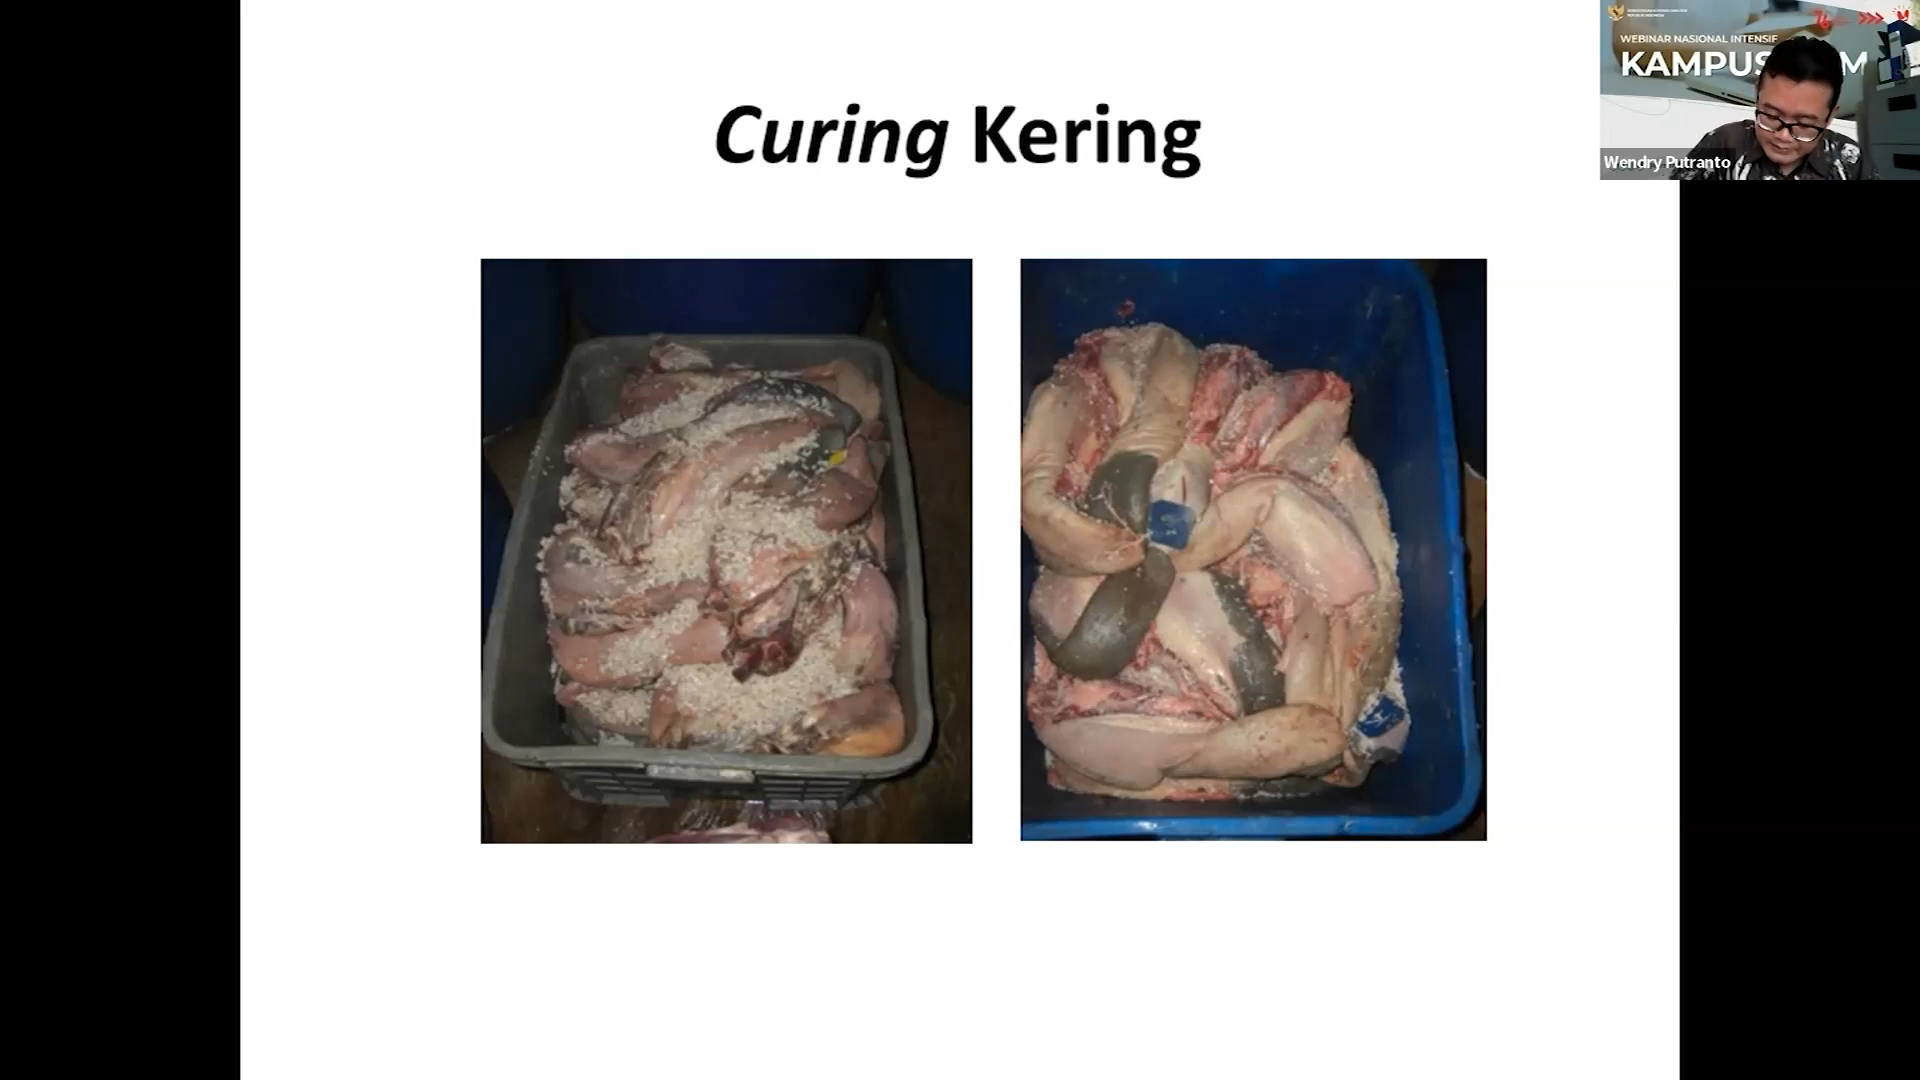 Curing Kering
WEBINAR NASIONAL INTENSIF
KAMPUS
Wendry Putranto